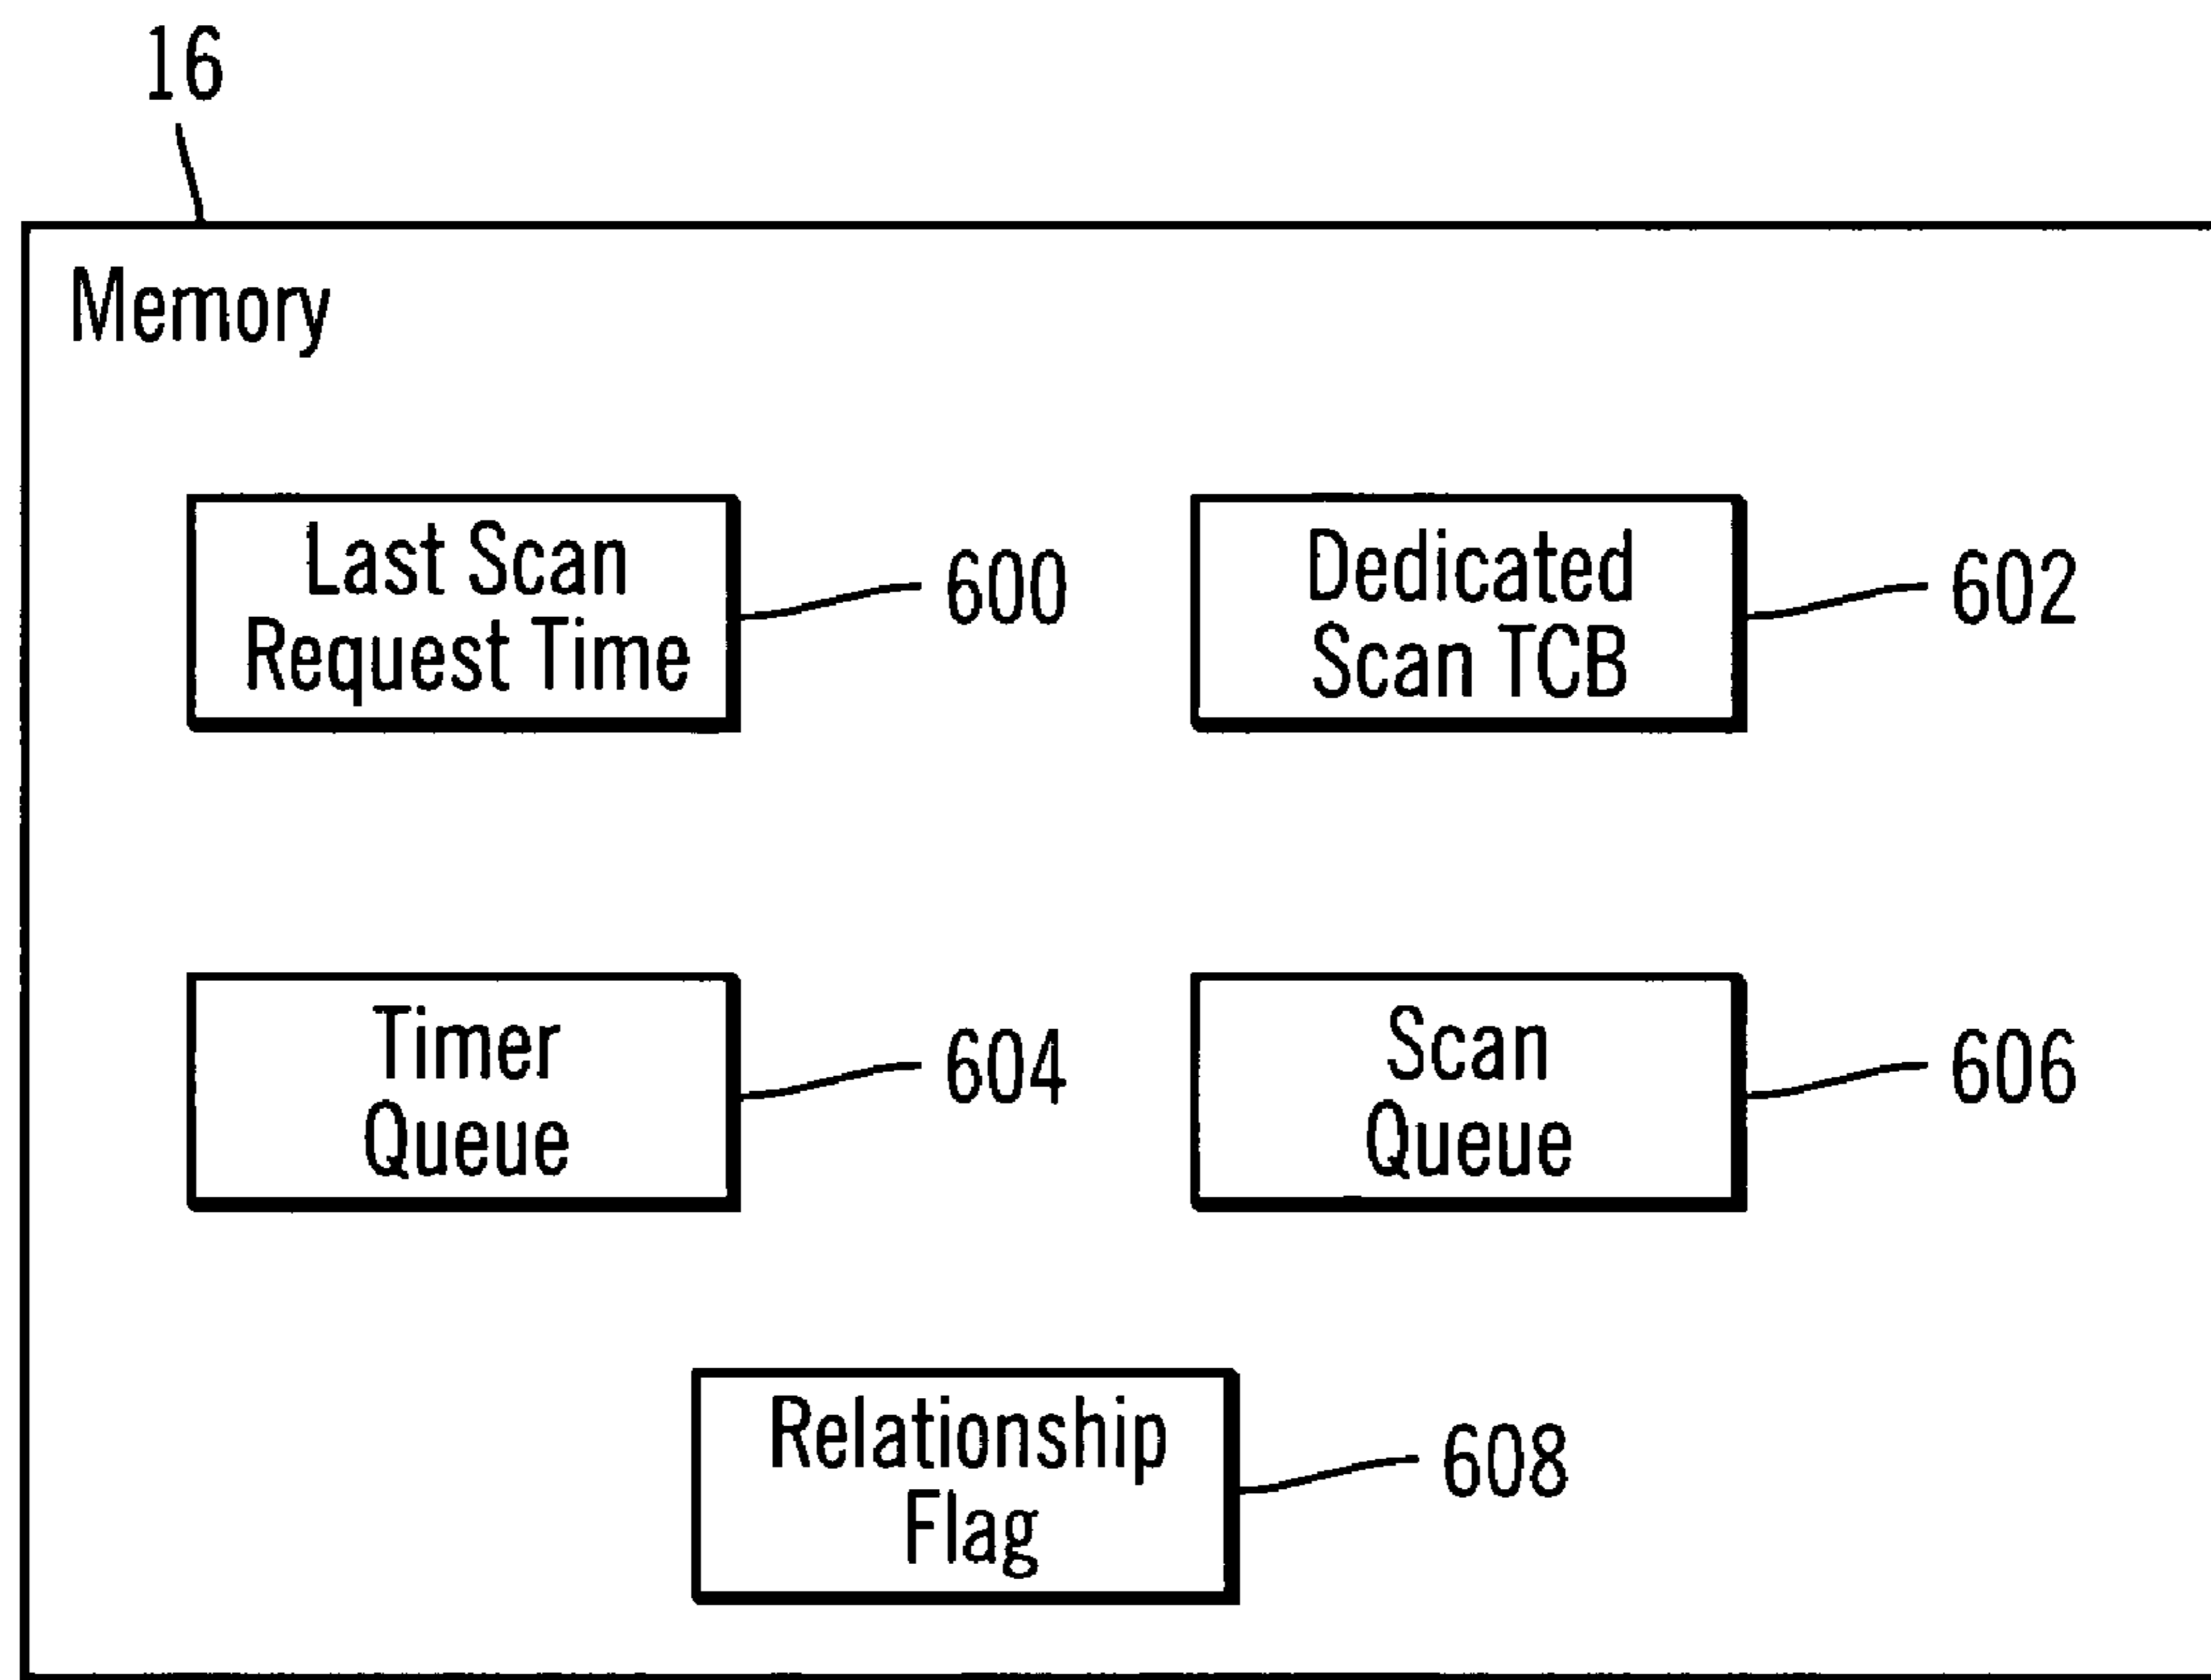 16
Memory
Last Scan
Request Time
600
Dedicated
Scan TCB
602
Timer
Queue
604
Scan
Queue
606
Relationship
Flag
608